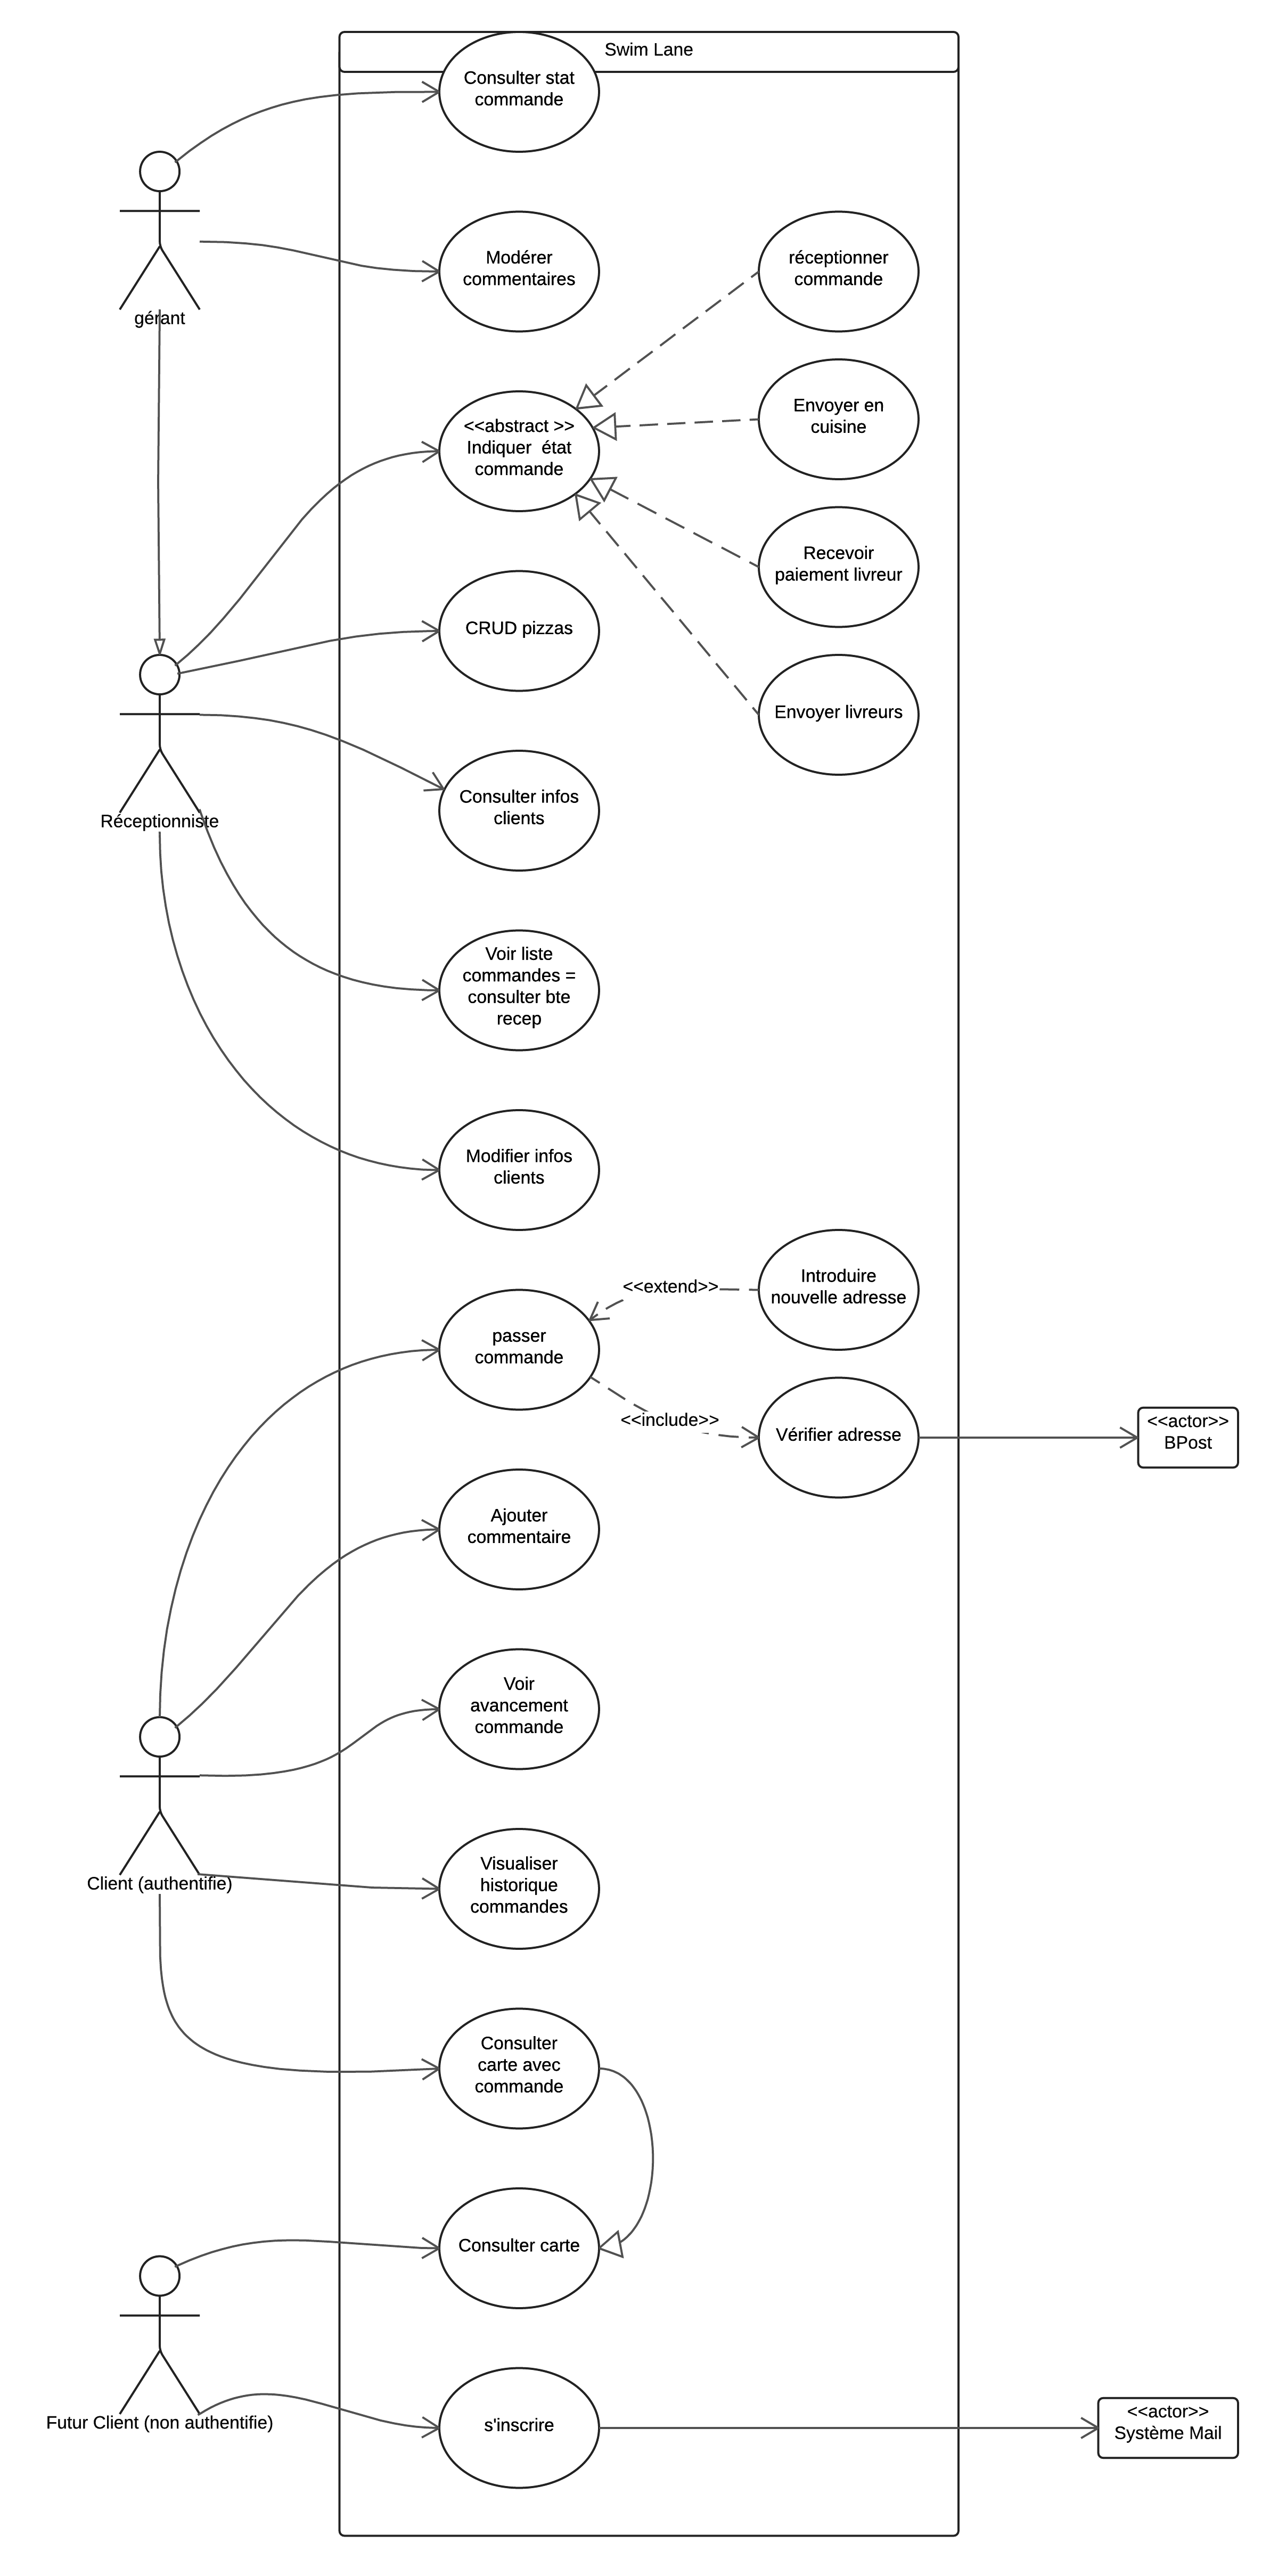 Swim Lane
Consulter stat
commande
Modérer
commentaires
réceptionner
commande
gérant
<<abstract >>
Indiquer  état
commande
Envoyer en
cuisine
Recevoir
paiement livreur
CRUD pizzas
Envoyer livreurs
Réceptionniste
Consulter infos
clients
Voir liste
commandes =
consulter bte
recep
Modifier infos
clients
<<extend>>
Introduire
nouvelle adresse
passer
commande
<<include>>
Vérifier adresse
<<actor>>
BPost
Ajouter
commentaire
Voir
avancement
commande
Client (authentifie)
Visualiser
historique
commandes
Consulter
carte avec
commande
Consulter carte
Futur Client (non authentifie)
s'inscrire
<<actor>>
Système Mail